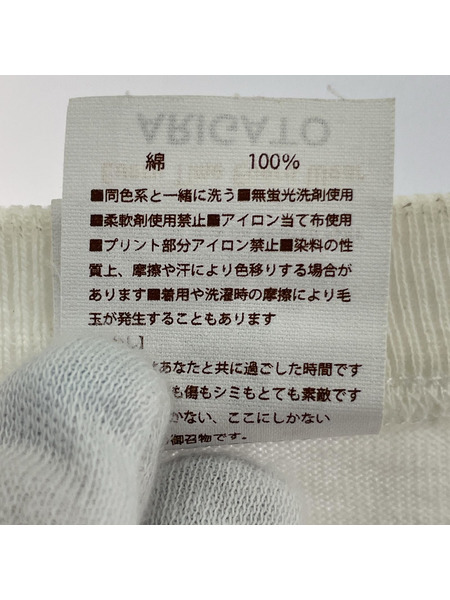 ARIGATO
綿 100%
■同色系と一緒に洗う■無蛍光洗剤使用
■柔軟剤使用禁止■アイロン当て布使用
■プリント部分アイロン禁止■染料の性
質上、摩擦や汗により色移りする場合が
あります■着用や洗濯時の摩擦により毛
玉が発生することもあります
あなたと共に過ごした時間です
も傷もシミもとても素敵です
かない、ここにしかない
御召物です。